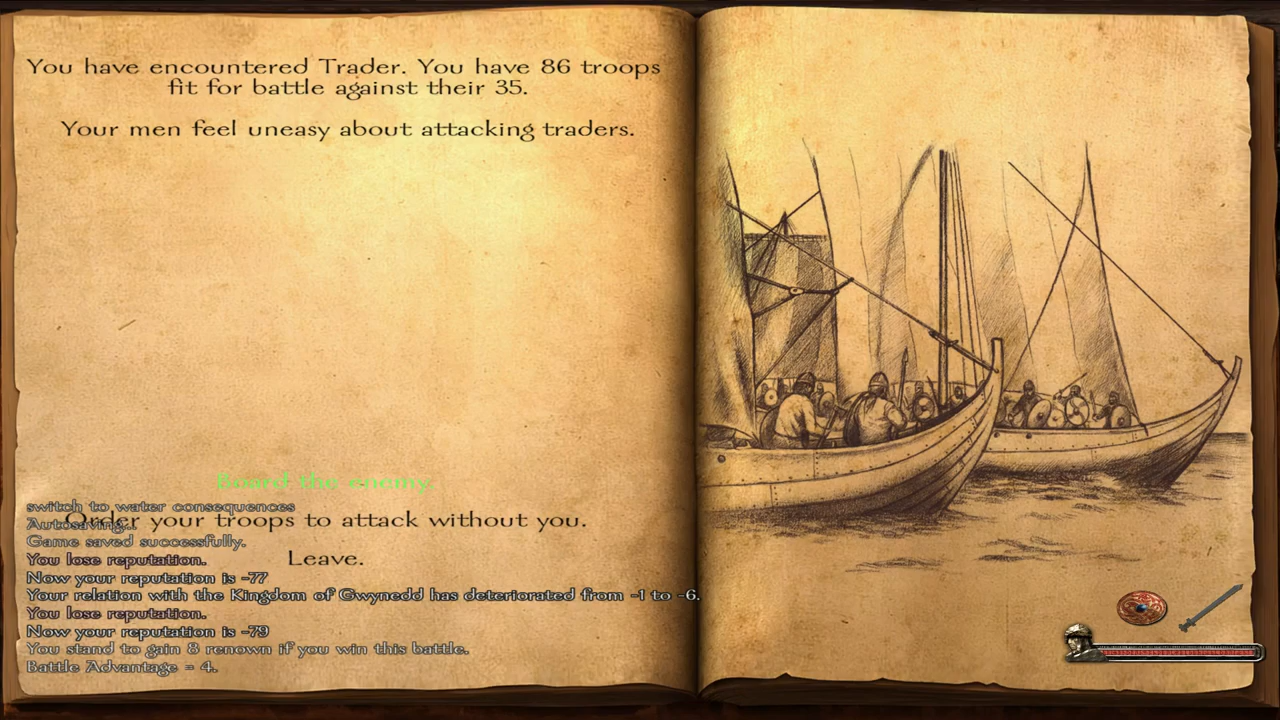 You have encountered Trader. You have 86 troops
fit for battle against their 35.
Your men feel uneasy about attacking traders.
Board the enemy.
Order your troops to attack without you.
Leave.
switch to water consequences
Autosaving...
Game saved successfully.
You lose reputation.
Now your reputation is -77
Your relation with the Kingdom of Gwynedd has deteriorated from -1 to -6.
You lose reputation.
Now your reputation is -79
You stand to gain 8 renown if you win this battle.
Battle Advantage = 4.